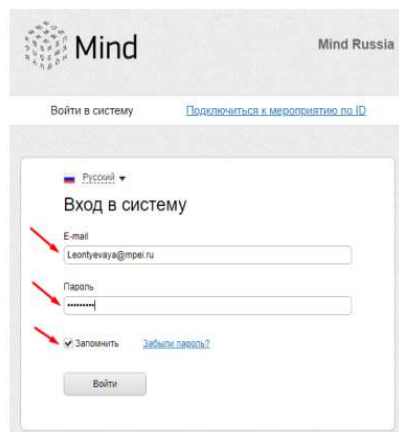 Mind
Mind Russia
Войти в систему
Подключиться к мероприятию по ID
Русский
Вход в систему
E-mail
Leontyevaya@mpei.ru
Пароль
•••••••••
Запомнить
Забыли пароль?
Войти